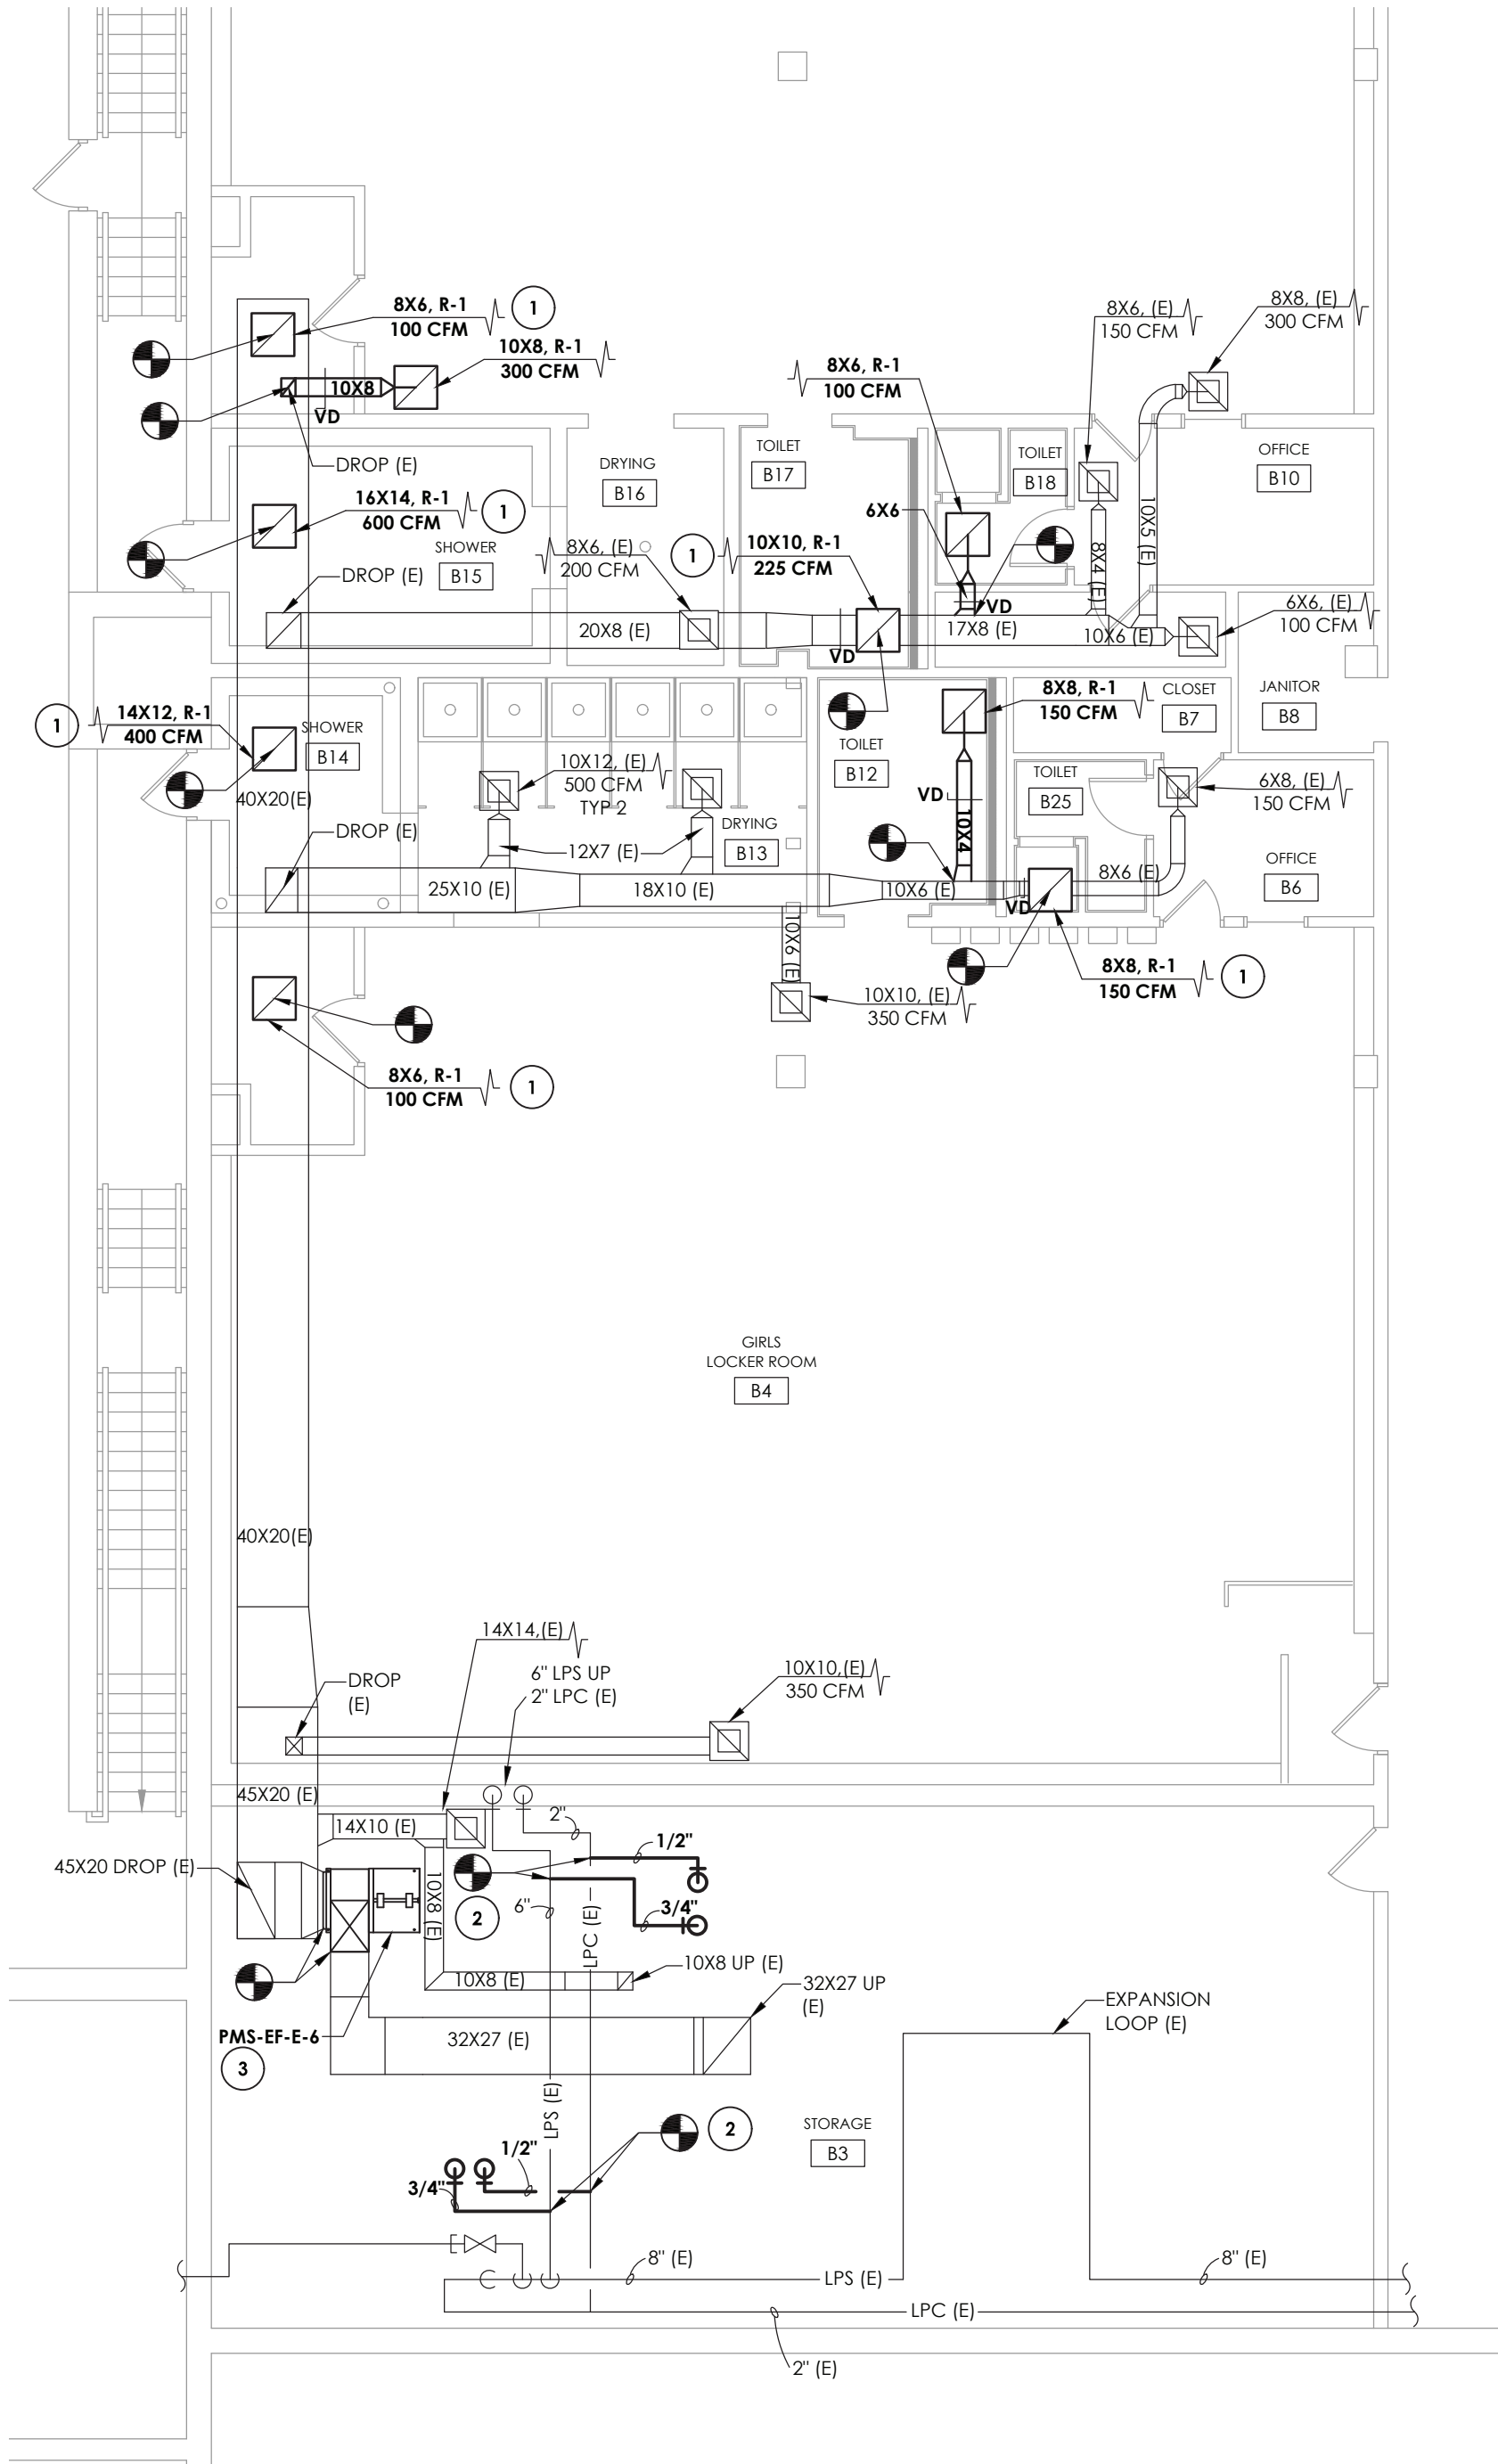 8X6, R-1
100 CFM
1
10X8, R-1
300 CFM
10X8
VD
8X6, (E)
150 CFM
8X8, (E)
300 CFM
8X6, R-1
100 CFM
DROP (E)
16X14, R-1
600 CFM
1
DRYING
B16
TOILET
B17
TOILET
B18
OFFICE
B10
6X6
10X5 (E)
8X4 (E)
SHOWER
B15
8X6, (E)
200 CFM
1
10X10, R-1
225 CFM
DROP (E)
VD
20X8 (E)
VD
17X8 (E)
10X6 (E)
6X6, (E)
100 CFM
1
14X12, R-1
400 CFM
SHOWER
B14
8X8, R-1
150 CFM
CLOSET
B7
JANITOR
B8
TOILET
B12
10X12, (E)
500 CFM
TYP 2
TOILET
B25
6X8, (E)
150 CFM
40X20(E)
VD
10X4
DROP (E)
DRYING
B13
12X7 (E)
OFFICE
B6
25X10 (E)
18X10 (E)
10X6 (E)
VD
8X6 (E)
10X6 (E)
8X8, R-1
150 CFM
1
10X10, (E)
350 CFM
8X6, R-1
100 CFM
1
GIRLS
LOCKER ROOM
B4
40X20(E)
14X14,(E)
6" LPS UP
2" LPC (E)
DROP
(E)
10X10,(E)
350 CFM
45X20 (E)
14X10 (E)
2"
1/2"
45X20 DROP (E)
10X8 (E)
2
6"
3/4"
LPC (E)
10X8 (E)
10X8 UP (E)
32X27 UP
(E)
PMS-EF-E-6
3
32X27 (E)
EXPANSION
LOOP (E)
LPS (E)
2
STORAGE
B3
1/2"
3/4"
8" (E)
LPS (E)
8" (E)
LPC (E)
2" (E)